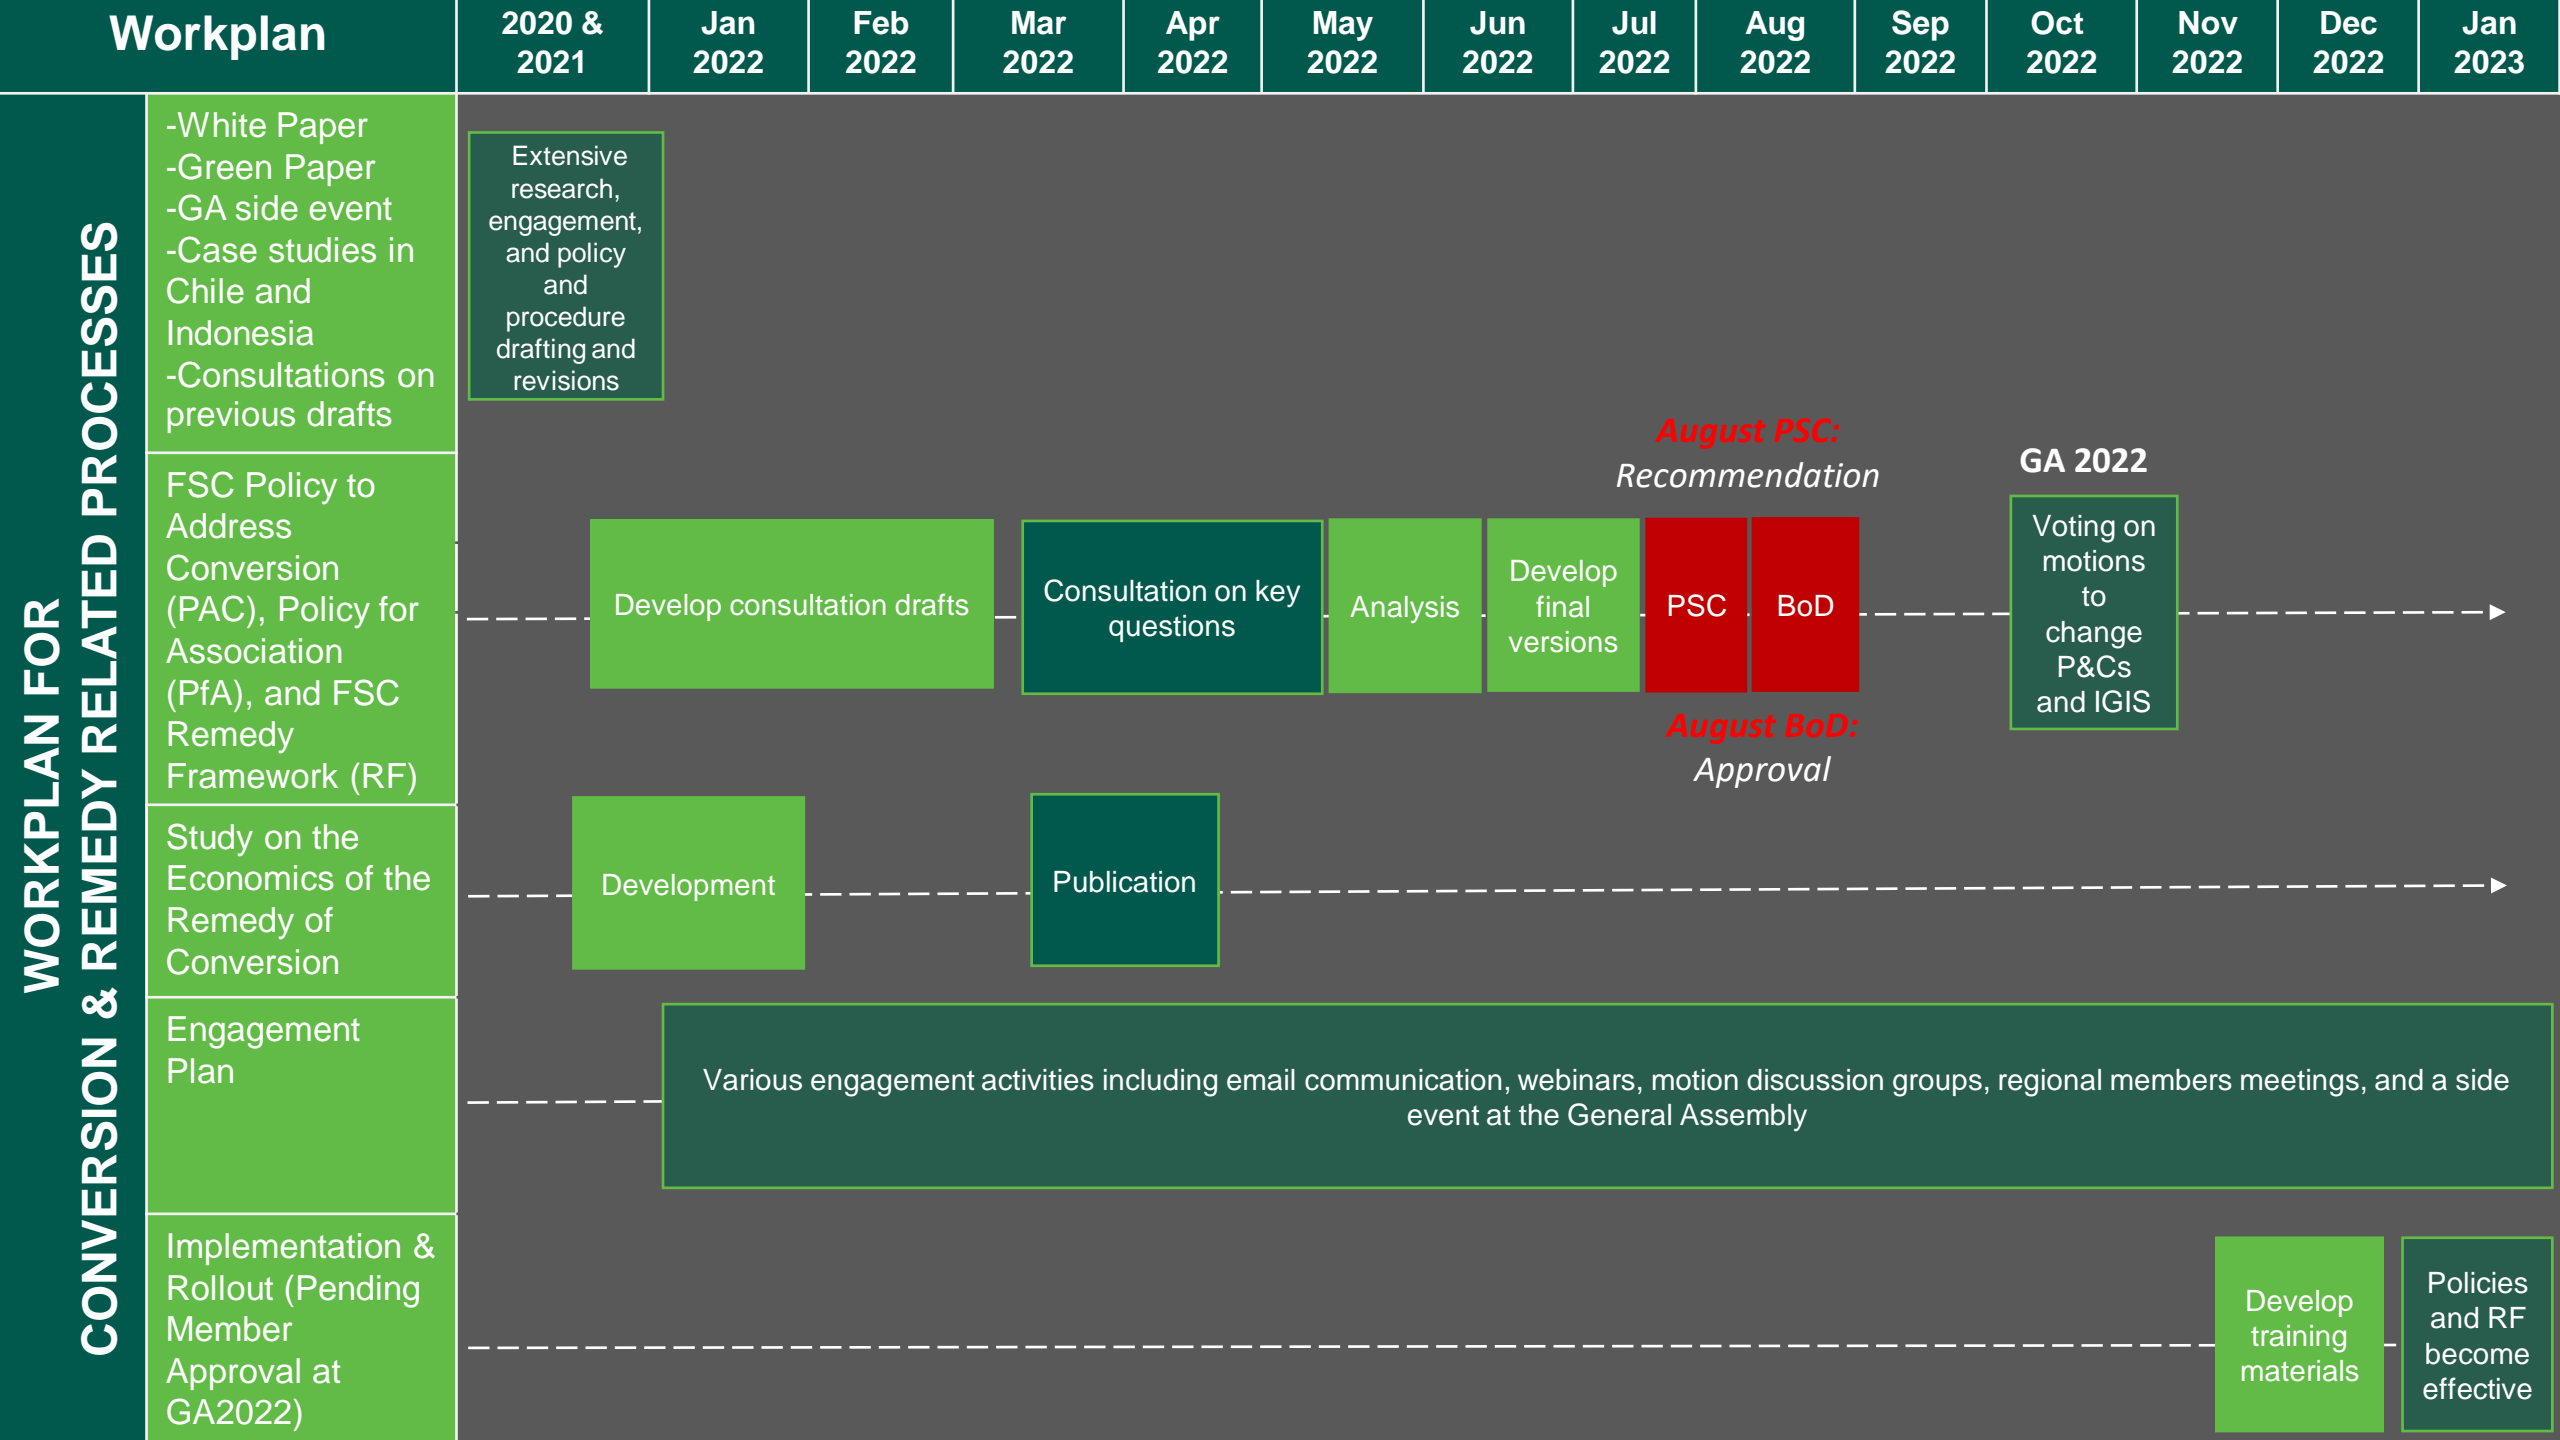 Workplan
2020 &
2021
Jan
2022
Feb
2022
Mar
2022
Apr
2022
May
2022
Jun
2022
Jul
2022
Aug
2022
Sep
2022
Oct
2022
Nov
2022
Dec
2022
Jan
2023
WORKPLAN FOR
CONVERSION & REMEDY RELATED PROCESSES
-White Paper
-Green Paper
-GA side event
-Case studies in
Chile and
Indonesia
-Consultations on
previous drafts
Extensive
research,
engagement,
and policy
and
procedure
drafting and
revisions
FSC Policy to
Address
Conversion
(PAC), Policy for
Association
(PfA), and FSC
Remedy
Framework (RF)
Develop consultation drafts
Consultation on key
questions
Analysis
Develop
final
versions
August PSC:
Recommendation
PSC
BoD
August BoD:
Approval
GA 2022
Voting on
motions
to
change
P&Cs
and IGIS
Study on the
Economics of the
Remedy of
Conversion
Development
Publication
Engagement
Plan
Various engagement activities including email communication, webinars, motion discussion groups, regional members meetings, and a side
event at the General Assembly
Implementation &
Rollout (Pending
Member
Approval at
GA2022)
Develop
training
materials
Policies
and RF
become
effective